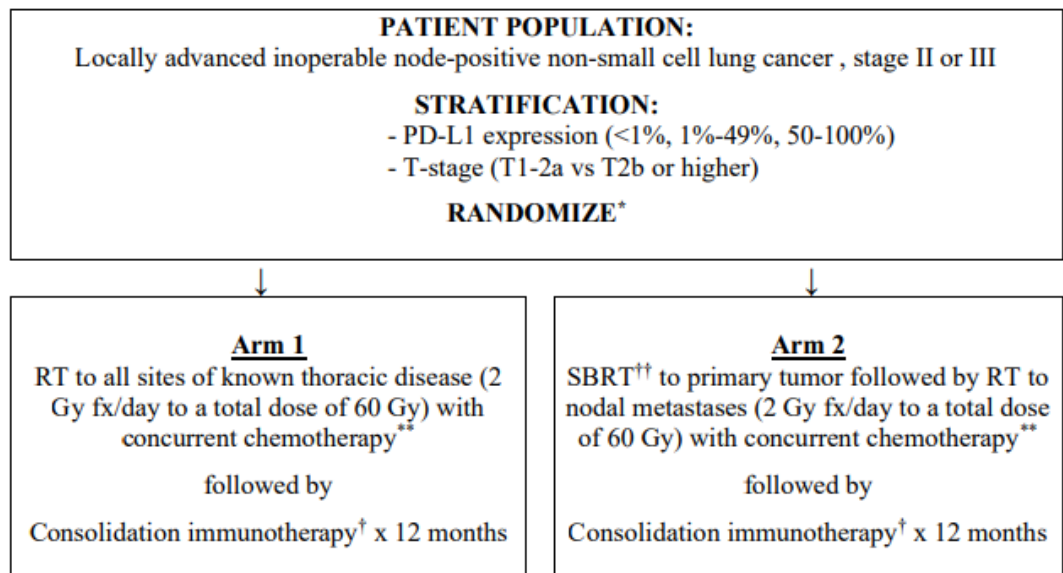 PATIENT POPULATION:
Locally advanced inoperable node-positive non-small cell lung cancer , stage II or III
STRATIFICATION:
- PD-L1 expression (<1%, 1%-49%, 50-100%)
- T-stage (T1-2a vs T2b or higher)
RANDOMIZE*
↓
↓
Arm 1
RT to all sites of known thoracic disease (2
Gy fx/day to a total dose of 60 Gy) with
concurrent chemotherapy**
followed by
Consolidation immunotherapy† x 12 months
Arm 2
SBRT†† to primary tumor followed by RT to
nodal metastases (2 Gy fx/day to a total dose
of 60 Gy) with concurrent chemotherapy**
followed by
Consolidation immunotherapy† x 12 months